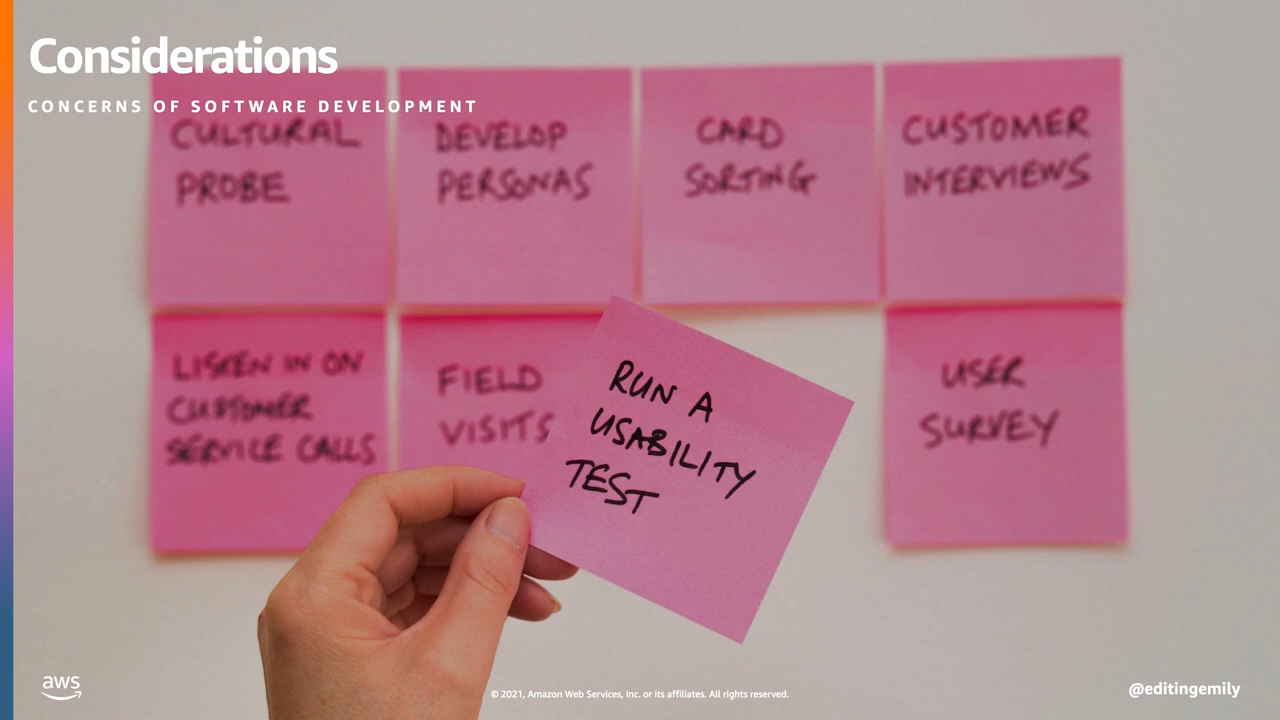 Considerations
CONCERNS OF SOFTWARE DEVELOPMENT
CULTURAL
PROBE
DEVELOP
PERSONAS
CARD
SORTING
CUSTOMER
INTERVIEWS
LISTEN IN ON
CUSTOMER
SERVICE CALLS
FIELD
VISITS
RUN A
USABILITY
TEST
USER
SURVEY
aws
© 2021, Amazon Web Services, Inc. or its affiliates. All rights reserved.
@editingemily